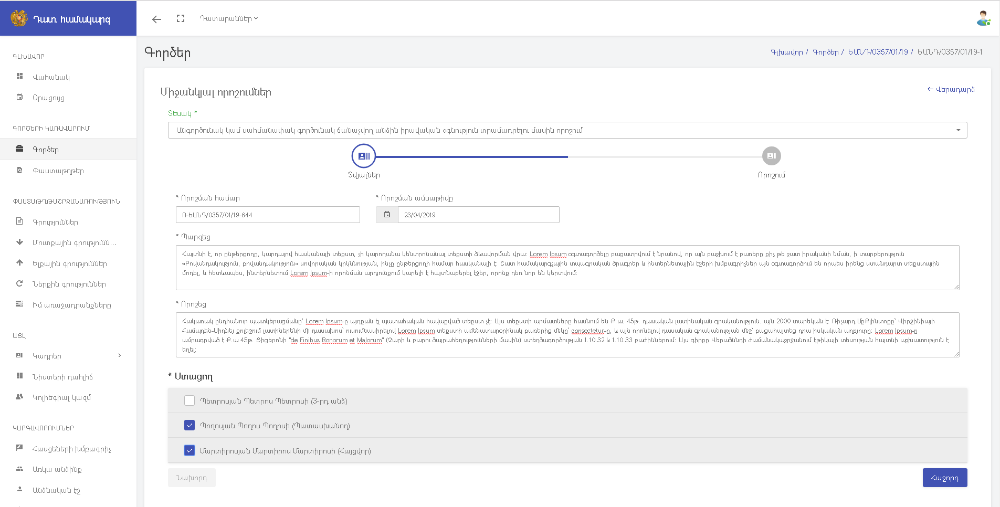 Դատ. համակարգ
Դատարաններ
ԳԼԽԱՎՈՐ
Վահանակ
Օրացույց
ԳՈՐԾԵՐԻ ԿԱՌԱՎԱՐՈՒՄ
Գործեր
Փաստաթղթեր
ՓԱՍՏԱԹՂԹԱՇՐՋԱՆԱՌՈՒԹՅՈՒՆ
Գրություններ
Մուտքային գրությունն...
Ելքային գրություններ
Ներքին գրություններ
Իմ առաջադրանքները
ԱՅԼ
Կադրեր
Նիստերի դահլիճ
Կոլիեգիալ կազմ
ԿԱՐԳԱՎՈՐՈՒՄՆԵՐ
Հասցեների խմբագրիչ
Առկա անձինք
Անձնական էջ
Գործեր
Գլխավոր / Գործեր / ԵԱՆԴ/0357/01/19 / ԵԱՆԴ/0357/01/19-1
Միջանկյալ որոշումներ
← Վերադարձ
Տեսակ *
Անգործունակ կամ սահմանափակ գործունակ ճանաչվող անձին իրավական օգնություն տրամադրելու մասին որոշում
Տվյալներ
Որոշում
* Որոշման համար
* Որոշման ամսաթիվը
Ո-ԵԱՆԴ/0357/01/19-644
23/04/2019
* Պարզեց
Հայտնի է, որ ընթերցողը, կարդալով հասկանալի տեքստ, չի կարողանա կենտրոնանալ տեքստի ձևավորման վրա: Lorem Ipsum օգտագործելը բացատրվում է նրանով, որ այն բաշխում է բառերը քիչ թե շատ իրականի նման, ի տարբերություն
«Բովանդակություն, բովանդակություն» սովորական կրկնության, ինչը ընթերցողի համար հասկանալի է: Շատ համակարգչային տպագրական ծրագրեր և ինտերնետային էջերի խմբագրիչներ այն օգտագործում են որպես իրենց ստանդարտ տեքստային
մոդել, և հետևապես, ինտերնետում Lorem Ipsum-ի որոնման արդյունքում կարելի է հայտնաբերել էջեր, որոնք դեռ նոր են կերտվում:
* Որոշեց
Հակառակ ընդհանուր պատկերացմանը՝ Lorem Ipsum-ը այդքան էլ պատահական հավաքված տեքստ չէ: Այս տեքստի արմատները հասնում են Ք.ա. 45թ. դասական լատինական գրականություն. այն 2000 տարեկան է: Ռիչարդ ՄքՔլինտոքը՝ Վիրջինիայի
Համպդեն-Սիդնեյ քոլեջում լատիներենի մի դասախոս՝ ուսումնասիրելով Lorem Ipsum տեքստի ամենատարօրինակ բառերից մեկը՝ consectetur-ը, և այն որոնելով դասական գրականության մեջ՝ բացահայտեց դրա իսկական աղբյուրը: Lorem Ipsum-ը
ամրագրված է Ք.ա 45թ. Ցիցերոնի "de Finibus Bonorum et Malorum" (Չարի և բարու ծայրահեղությունների մասին) ստեղծագործության 1.10.32 և 1.10.33 բաժիններում: Այս գիրքը Վերածննդի ժամանակաշրջանում էթիկայի տեսության հայտնի աշխատություն է
եղել:
* Ստացող
Պետրոսյան Պետրոս Պետրոսի (3-րդ անձ)
Պողոսյան Պողոս Պողոսի (Պատասխանող)
Մարտիրոսյան Մարտիրոս Մարտիրոսի (Հայցվոր)
Նախորդ
Հաջորդ